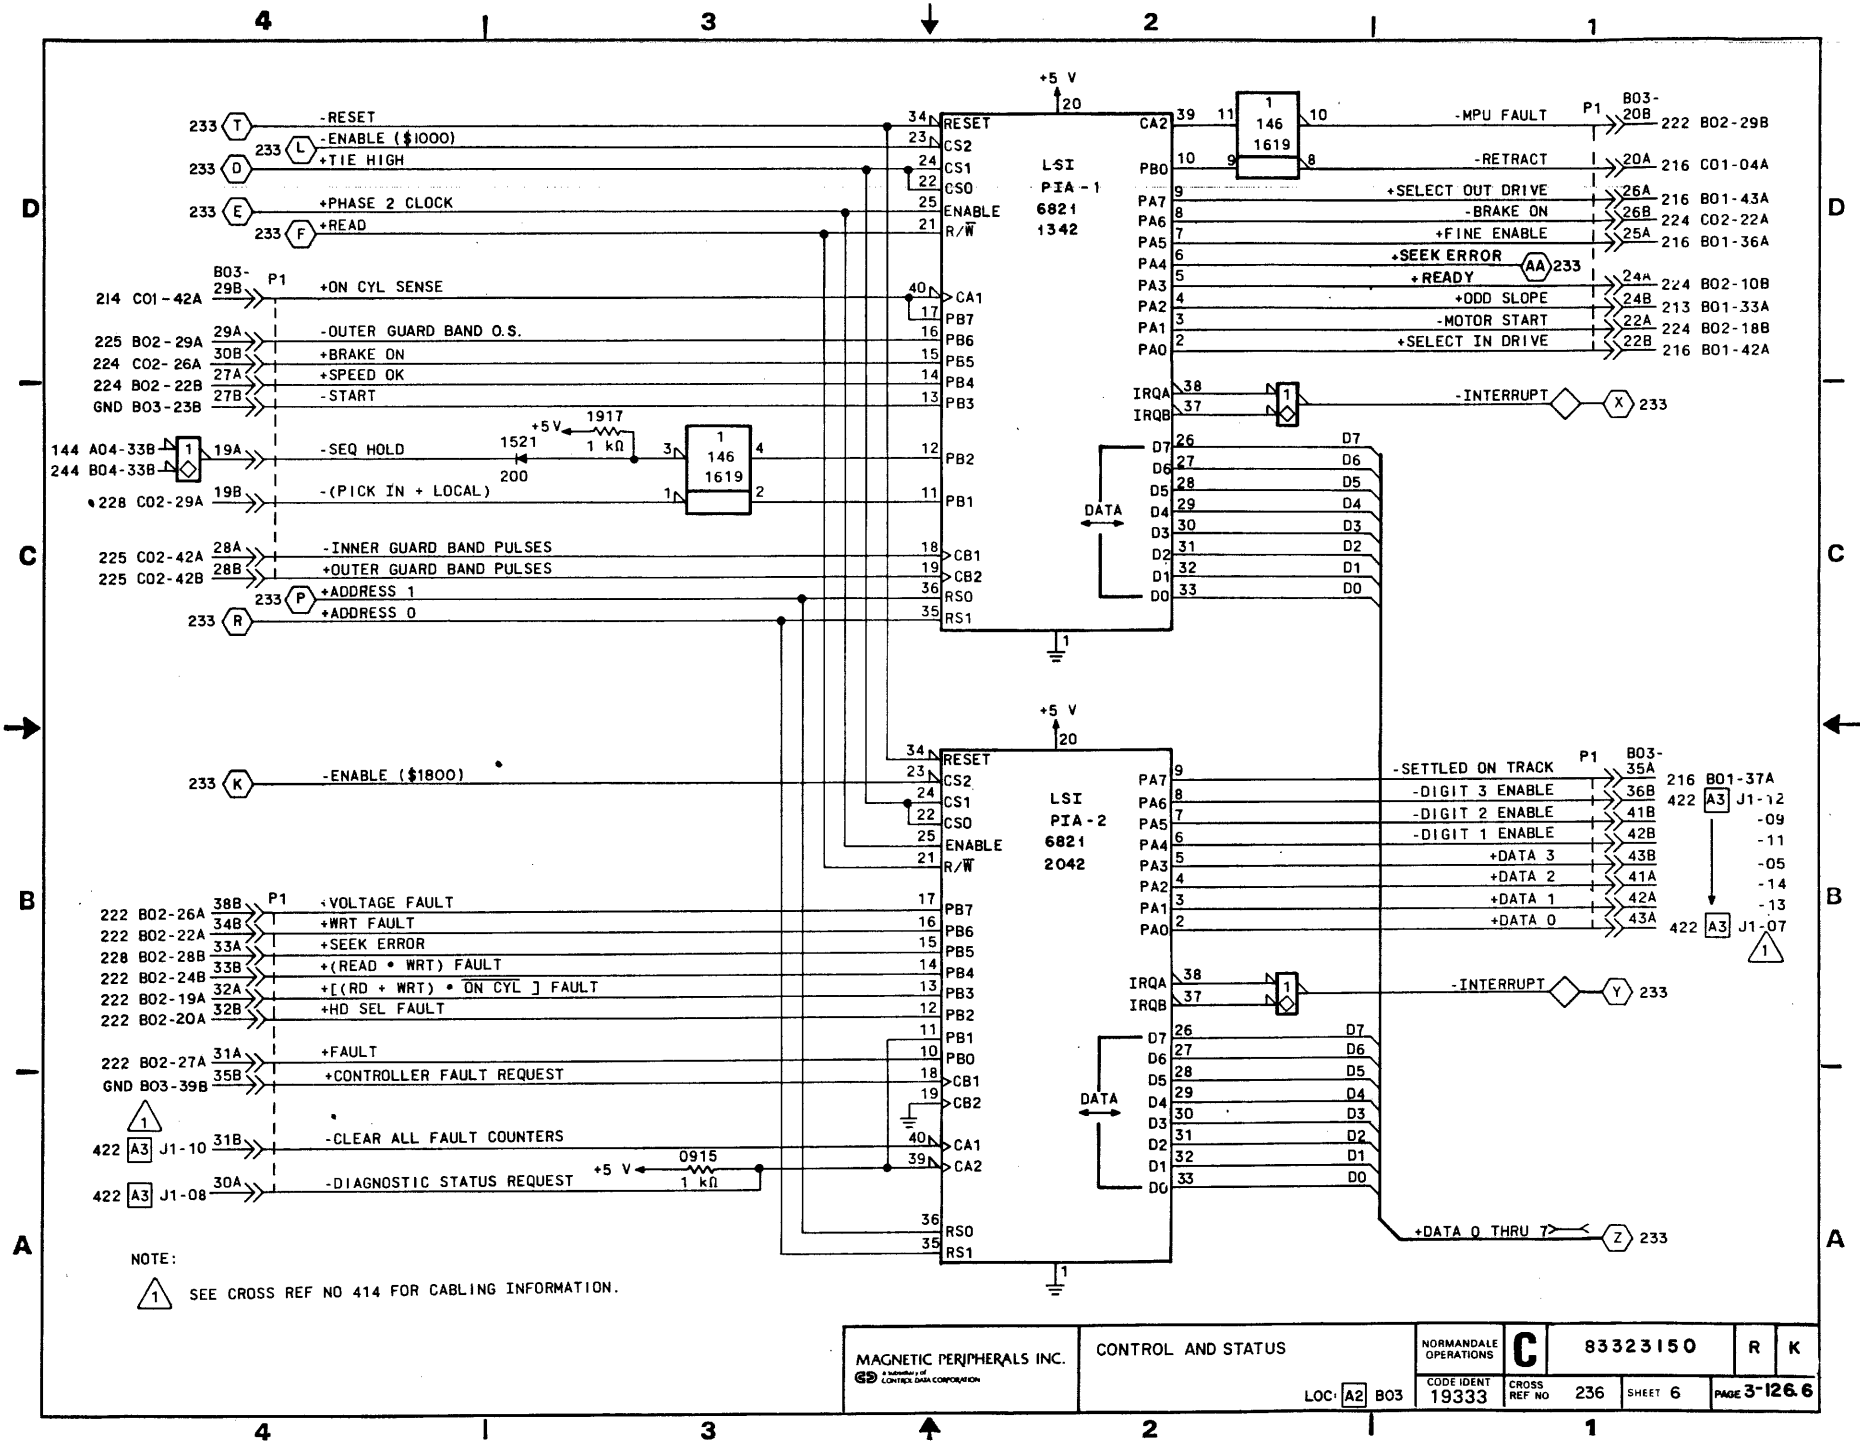 4 3 2 1
+5 V
20
233 T -RESET 34 RESET
233 L -ENABLE ($1000) 23 CS2
233 D +TIE HIGH 24 CS1
22 CS0
233 E +PHASE 2 CLOCK 25 ENABLE
233 F +READ 21 R/W̅
LSI
PIA-1
6821
1342
CA2 39 11 1 146 1619 10 -MPU FAULT P1 B03- 20B 222 B02-29B
PB0 10 9 8 -RETRACT 20A 216 C01-04A
PA7 9 +SELECT OUT DRIVE 26A 216 B01-43A
PA6 8 -BRAKE ON 26B 224 C02-22A
PA5 7 +FINE ENABLE 25A 216 B01-36A
PA4 6 +SEEK ERROR AA 233
PA3 5 +READY 24A 224 B02-10B
PA2 4 +ODD SLOPE 24B 213 B01-33A
PA1 3 -MOTOR START 22A 224 B02-18B
PA0 2 +SELECT IN DRIVE 22B 216 B01-42A
D D
B03- P1
214 C01-42A 29B +ON CYL SENSE 40 CA1
17 PB7
225 B02-29A 29A -OUTER GUARD BAND O.S. 16 PB6
224 C02-26A 30B +BRAKE ON 15 PB5
224 B02-22B 27A +SPEED OK 14 PB4
GND B03-23B 27B -START 13 PB3
IRQA 38 1 -INTERRUPT X 233
IRQB 37
144 A04-33B 1 19A -SEQ HOLD 1521 200 +5V 1917 1 kΩ 3 1 146 1619 4 12 PB2
244 B04-33B
228 C02-29A 19B -(PICK IN + LOCAL) 1 2 11 PB1
DATA
D7 26 D7
D6 27 D6
D5 28 D5
D4 29 D4
D3 30 D3
D2 31 D2
D1 32 D1
D0 33 D0
C C
225 C02-42A 28A -INNER GUARD BAND PULSES 18 CB1
225 C02-42B 28B +OUTER GUARD BAND PULSES 19 CB2
233 P +ADDRESS 1 36 RS0
233 R +ADDRESS 0 35 RS1
1
+5 V
20
34 RESET
233 K -ENABLE ($1800) 23 CS2
24 CS1
22 CS0
25 ENABLE
21 R/W̅
LSI
PIA-2
6821
2042
P1 B03-
PA7 9 -SETTLED ON TRACK 35A 216 B01-37A
PA6 8 -DIGIT 3 ENABLE 36B 422 A3 J1-12
PA5 7 -DIGIT 2 ENABLE 41B -09
PA4 6 -DIGIT 1 ENABLE 42B -11
PA3 5 +DATA 3 43B -05
PA2 4 +DATA 2 41A -14
PA1 3 +DATA 1 42A -13
PA0 2 +DATA 0 43A 422 A3 J1-07
1
B B
P1
222 B02-26A 38B VOLTAGE FAULT 17 PB7
222 B02-22A 34B +WRT FAULT 16 PB6
228 B02-28B 33A +SEEK ERROR 15 PB5
222 B02-24B 33B +(READ • WRT) FAULT 14 PB4
222 B02-19A 32A +[(RD + WRT) • O̅N̅ C̅Y̅L̅ ] FAULT 13 PB3
222 B02-20A 32B +HD SEL FAULT 12 PB2
11 PB1
222 B02-27A 31A +FAULT 10 PB0
GND B03-39B 35B +CONTROLLER FAULT REQUEST 18 CB1
19 CB2
1
422 A3 J1-10 31B -CLEAR ALL FAULT COUNTERS 40 CA1
+5 V 0915 1 kΩ 39 CA2
422 A3 J1-08 30A -DIAGNOSTIC STATUS REQUEST
36 RS0
35 RS1
1
IRQA 38 1 -INTERRUPT Y 233
IRQB 37
DATA
D7 26 D7
D6 27 D6
D5 28 D5
D4 29 D4
D3 30 D3
D2 31 D2
D1 32 D1
D0 33 D0
+DATA 0 THRU 7 Z 233
A A
NOTE:
1 SEE CROSS REF NO 414 FOR CABLING INFORMATION.
MAGNETIC PERIPHERALS INC.
a subsidiary of
CONTROL DATA CORPORATION
CONTROL AND STATUS
LOC: A2 B03
NORMANDALE OPERATIONS C 83323150 R K
CODE IDENT 19333 CROSS REF NO 236 SHEET 6 PAGE 3-126.6
4 3 2 1